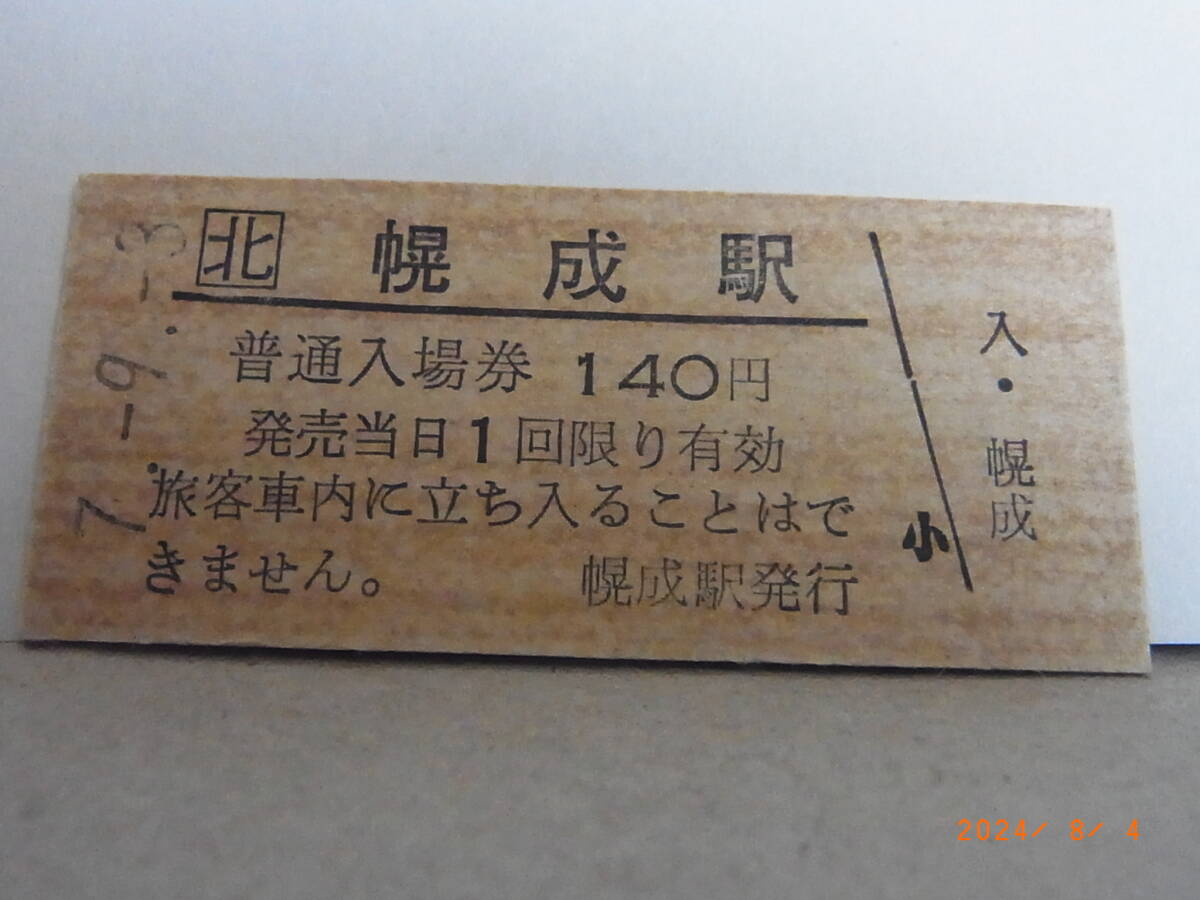 7.-9.-3
北 幌成駅
普通入場券 140円
発売当日1回限り有効
旅客車内に立ち入ることはで
きません。 幌成駅発行
小
入・幌成
2024/ 8/ 4